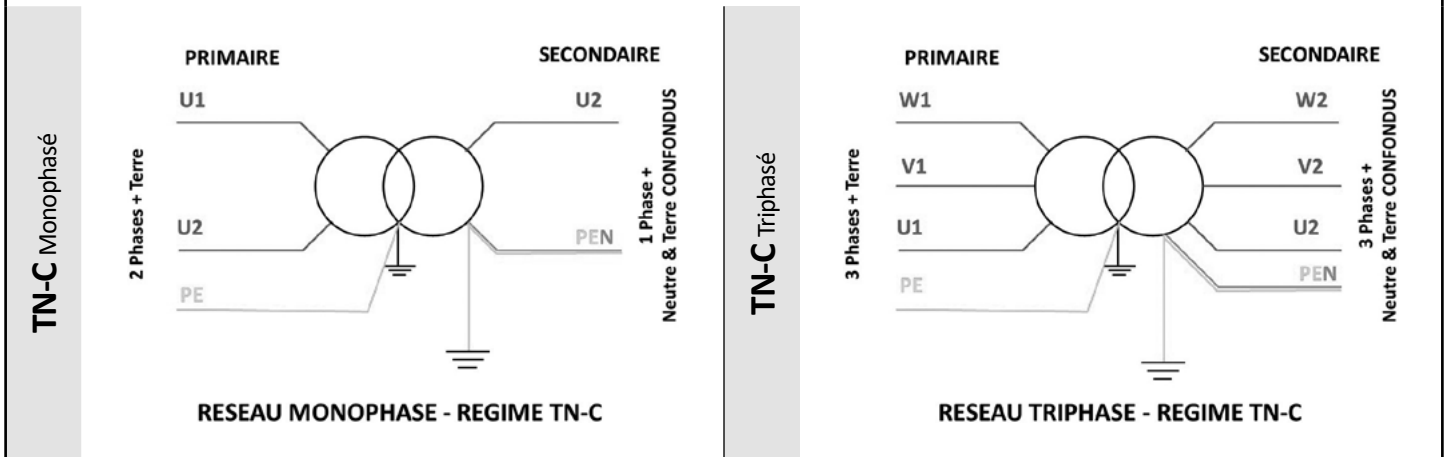 TN-C Monophasé
PRIMAIRE
SECONDAIRE
U1
U2
2 Phases + Terre
U2
PE
PEN
1 Phase +
Neutre & Terre CONFONDUS
RESEAU MONOPHASE - REGIME TN-C
TN-C Triphasé
PRIMAIRE
SECONDAIRE
W1
W2
V1
V2
3 Phases + Terre
U1
U2
PE
PEN
3 Phases +
Neutre & Terre CONFONDUS
RESEAU TRIPHASE - REGIME TN-C